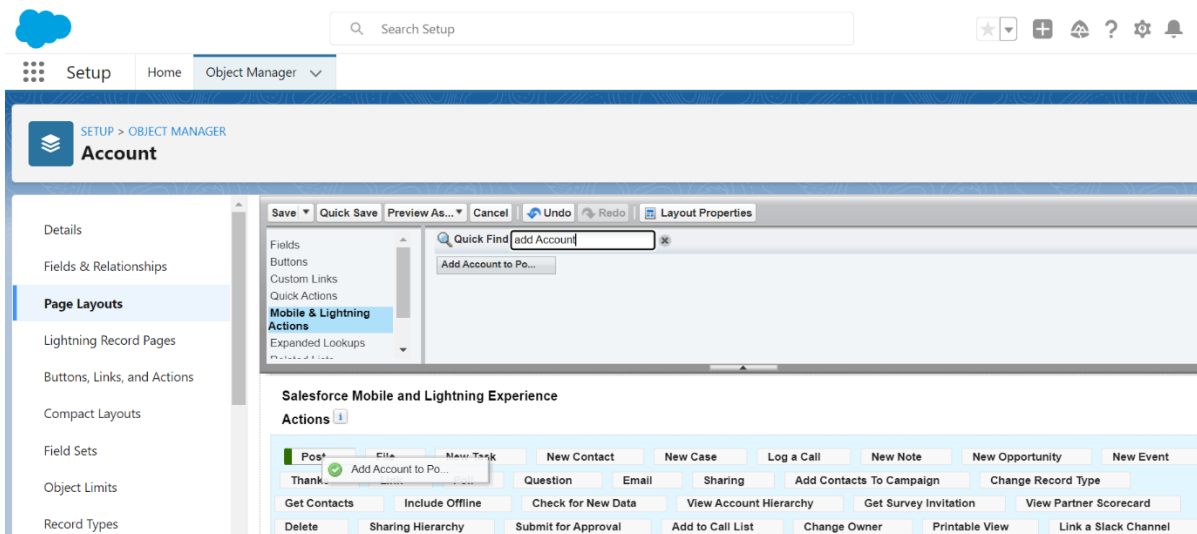 Search Setup
Setup Home Object Manager
SETUP > OBJECT MANAGER
Account
Details
Fields & Relationships
Page Layouts
Lightning Record Pages
Buttons, Links, and Actions
Compact Layouts
Field Sets
Object Limits
Record Types
Save Quick Save Preview As... Cancel Undo Redo Layout Properties
Fields
Buttons
Custom Links
Quick Actions
Mobile & Lightning
Actions
Expanded Lookups
Quick Find add Account
Add Account to Po...
Salesforce Mobile and Lightning Experience
Actions i
Post File New Task New Contact New Case Log a Call New Note New Opportunity New Event
Add Account to Po...
Question Email Sharing Add Contacts To Campaign Change Record Type
Get Contacts Include Offline Check for New Data View Account Hierarchy Get Survey Invitation View Partner Scorecard
Delete Sharing Hierarchy Submit for Approval Add to Call List Change Owner Printable View Link a Slack Channel